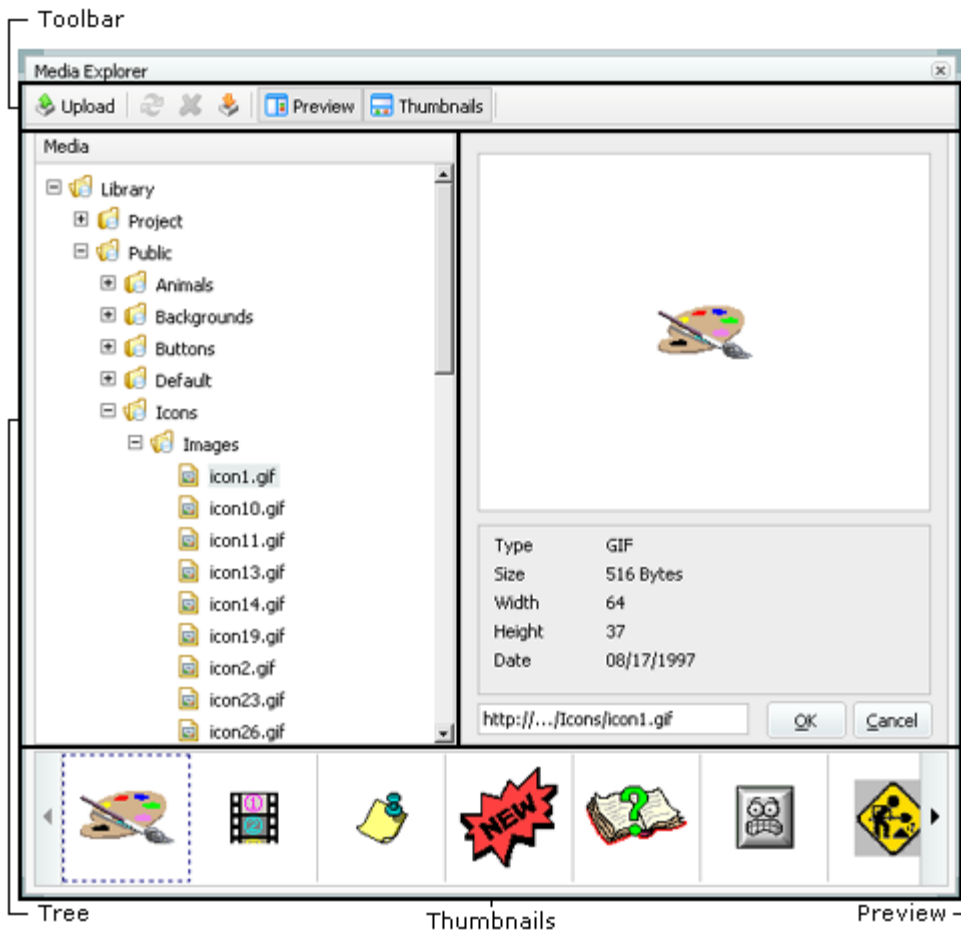 Toolbar
Media Explorer
Upload Preview Thumbnails
Media
Library
Project
Public
Animals
Backgrounds
Buttons
Default
Icons
Images
icon1.gif
icon10.gif
icon11.gif
icon13.gif
icon14.gif
icon19.gif
icon2.gif
icon23.gif
icon26.gif
Type GIF
Size 516 Bytes
Width 64
Height 37
Date 08/17/1997
http://.../Icons/icon1.gif OK Cancel
1
2
NEW
?
Tree
Thumbnails
Preview